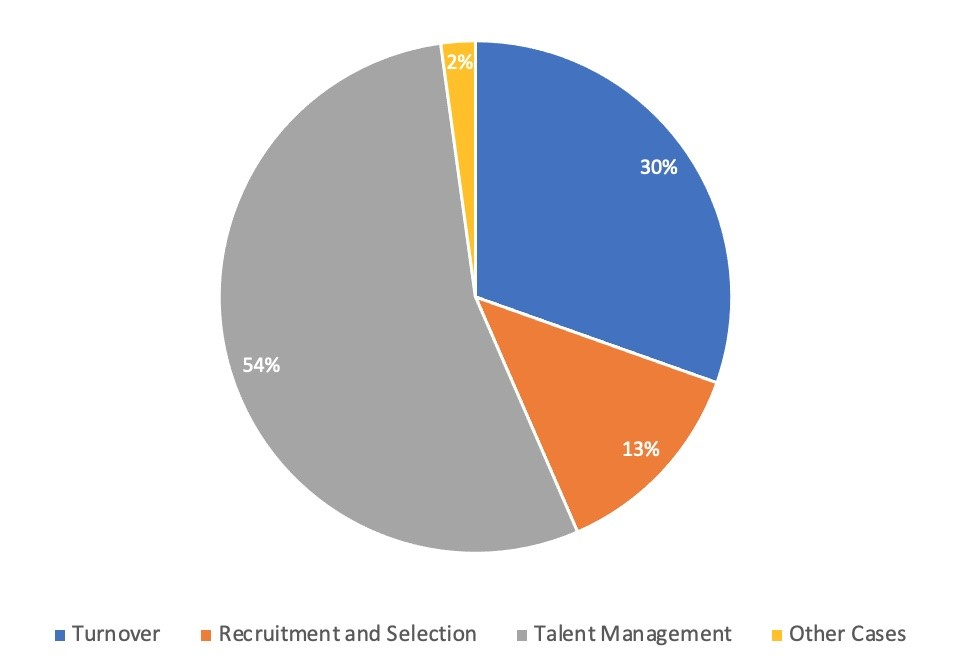 2%
30%
54%
13%
Turnover Recruitment and Selection Talent Management Other Cases